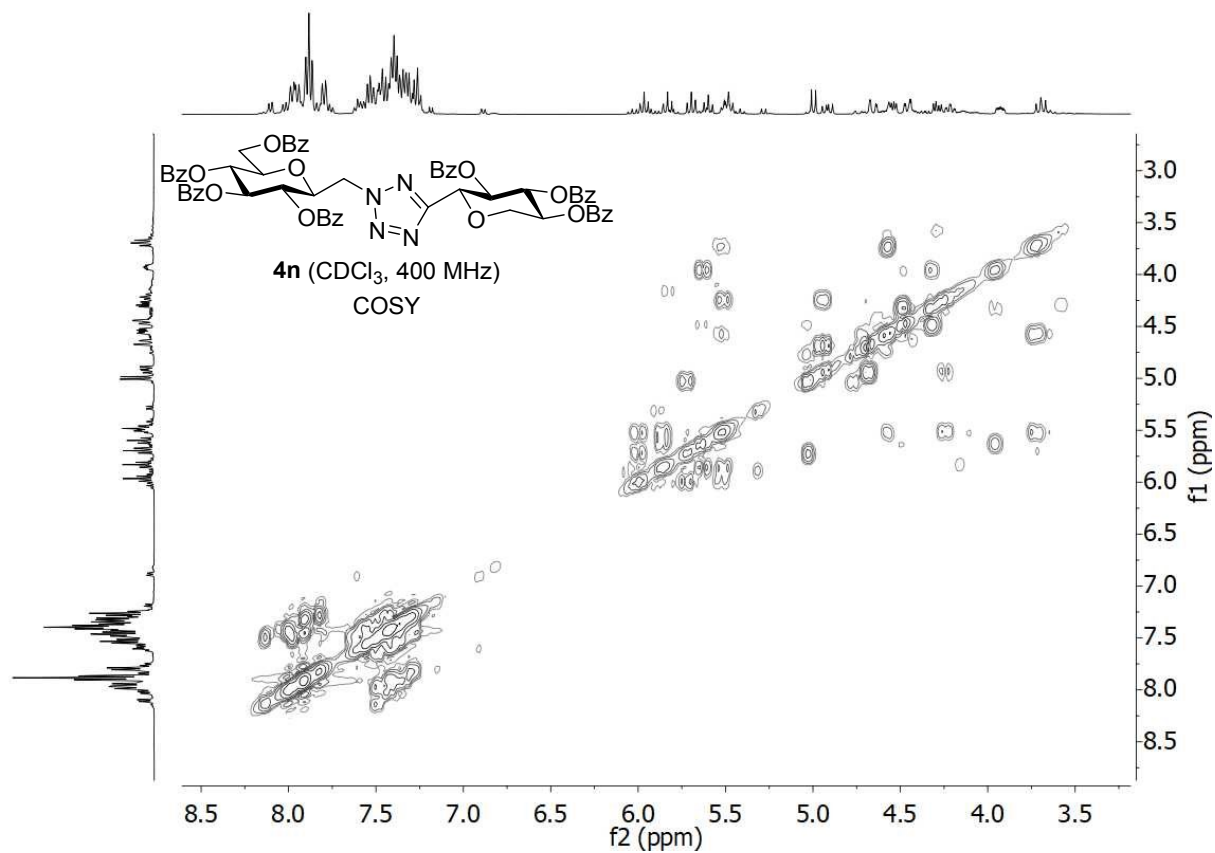 OBz
BzO
BzO
O
OBz
N
N
N
N
BzO
O
OBz
OBz
4n (CDCl₃, 400 MHz)
COSY
3.0
3.5
4.0
4.5
5.0
5.5
6.0
6.5
7.0
7.5
8.0
8.5
f1 (ppm)
8.5 8.0 7.5 7.0 6.5 6.0 5.5 5.0 4.5 4.0 3.5
f2 (ppm)